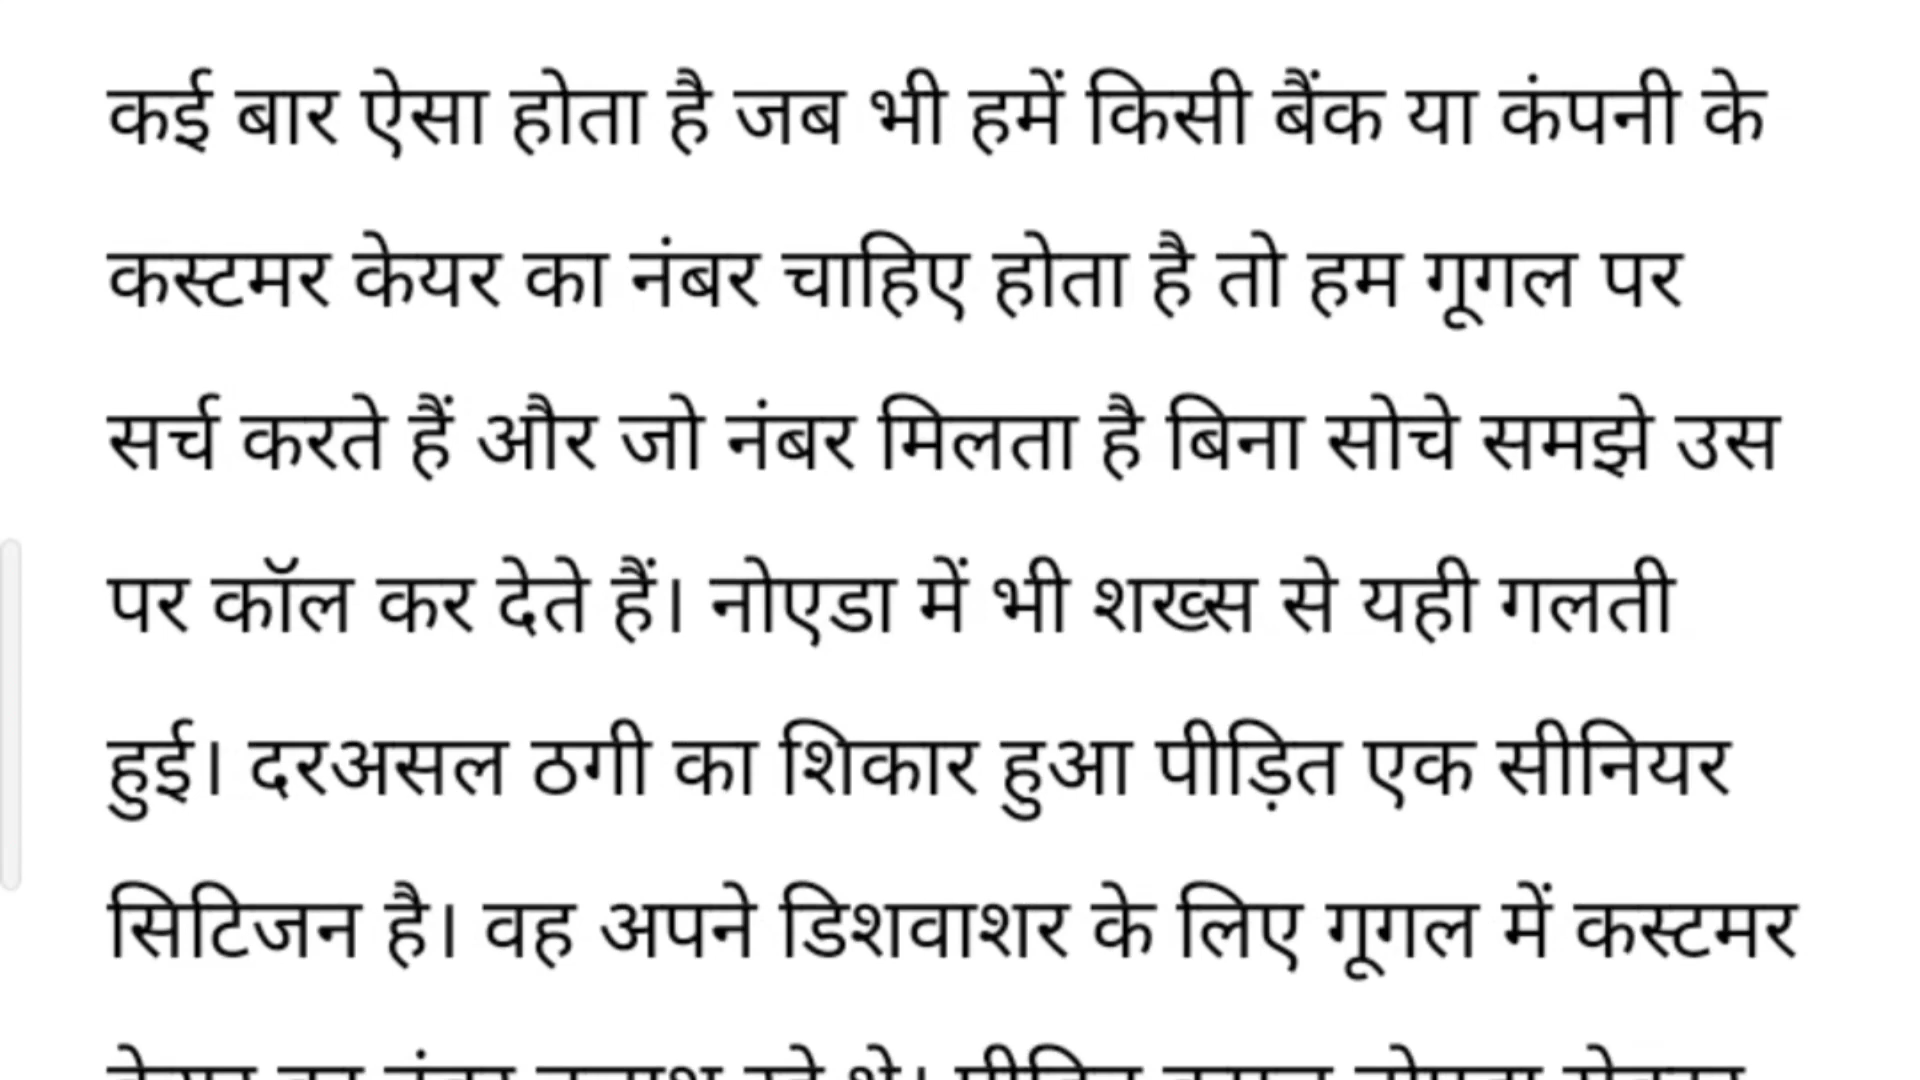 कई बार ऐसा होता है जब भी हमें किसी बैंक या कंपनी के
कस्टमर केयर का नंबर चाहिए होता है तो हम गूगल पर
सर्च करते हैं और जो नंबर मिलता है बिना सोचे समझे उस
पर कॉल कर देते हैं। नोएडा में भी शख्स से यही गलती
हुई। दरअसल ठगी का शिकार हुआ पीड़ित एक सीनियर
सिटिजन है। वह अपने डिशवाशर के लिए गूगल में कस्टमर